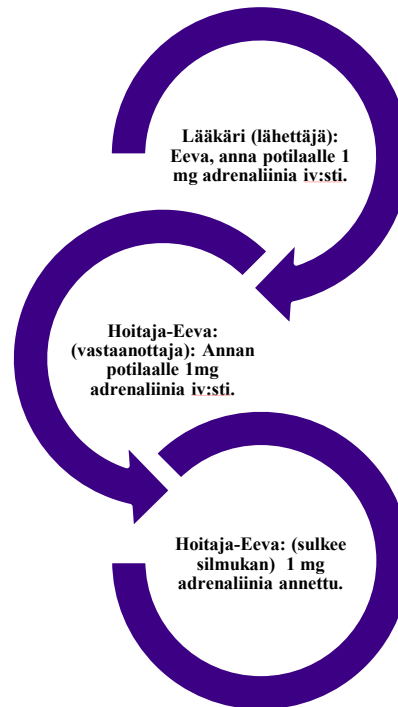 Lääkäri (lähettäjä):
Eeva, anna potilaalle 1
mg adrenaliinia iv:sti.
Hoitaja-Eeva:
(vastaanottaja): Annan
potilaalle 1mg
adrenaliinia iv:sti.
Hoitaja-Eeva: (sulkee
silmukan) 1 mg
adrenaliinia annettu.